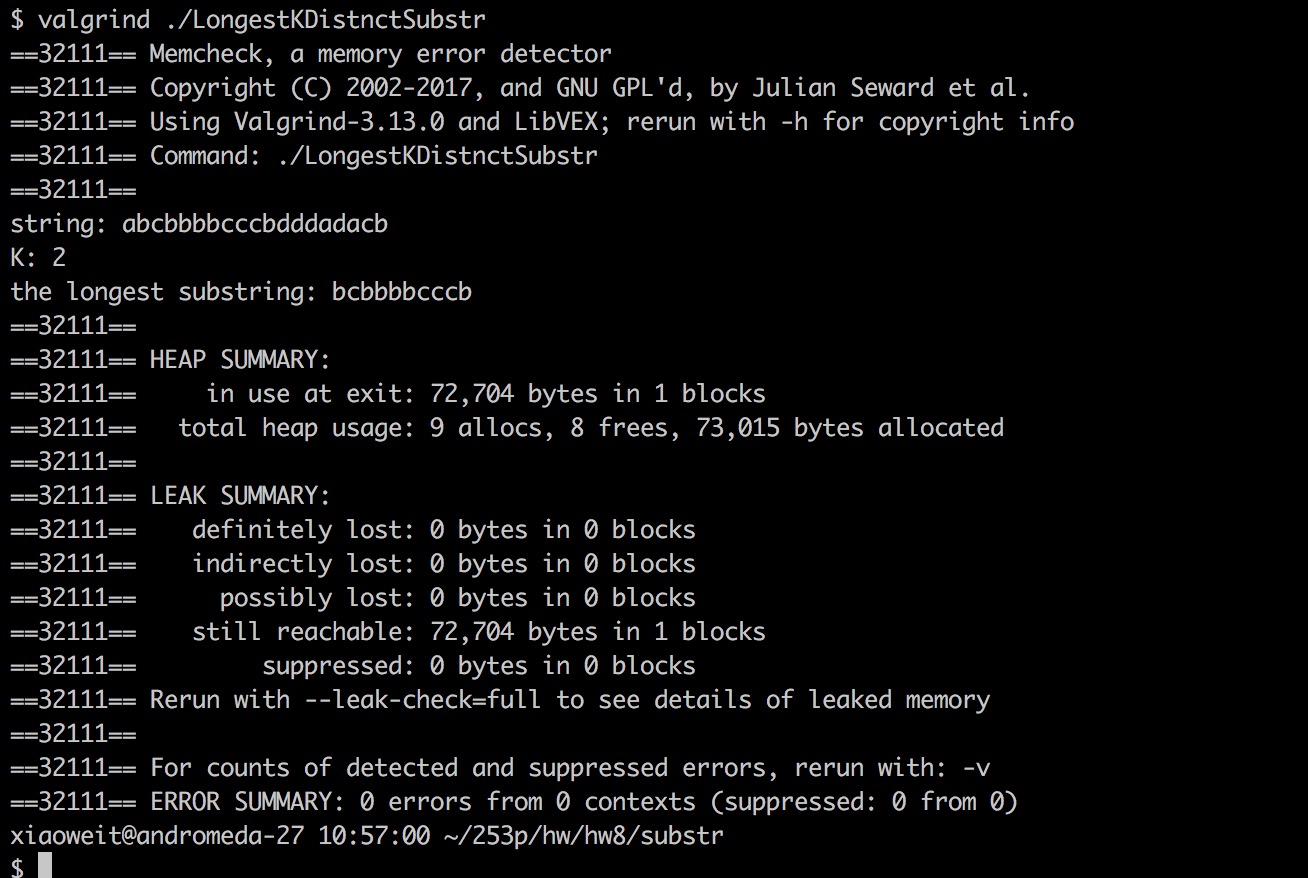 $ valgrind ./LongestKDistnctSubstr
==32111== Memcheck, a memory error detector
==32111== Copyright (C) 2002-2017, and GNU GPL'd, by Julian Seward et al.
==32111== Using Valgrind-3.13.0 and LibVEX; rerun with -h for copyright info
==32111== Command: ./LongestKDistnctSubstr
==32111==
string: abcbbbbcccbdddadacb
K: 2
the longest substring: bcbbbbcccb
==32111==
==32111== HEAP SUMMARY:
==32111==     in use at exit: 72,704 bytes in 1 blocks
==32111==   total heap usage: 9 allocs, 8 frees, 73,015 bytes allocated
==32111==
==32111== LEAK SUMMARY:
==32111==    definitely lost: 0 bytes in 0 blocks
==32111==    indirectly lost: 0 bytes in 0 blocks
==32111==      possibly lost: 0 bytes in 0 blocks
==32111==    still reachable: 72,704 bytes in 1 blocks
==32111==         suppressed: 0 bytes in 0 blocks
==32111== Rerun with --leak-check=full to see details of leaked memory
==32111==
==32111== For counts of detected and suppressed errors, rerun with: -v
==32111== ERROR SUMMARY: 0 errors from 0 contexts (suppressed: 0 from 0)
xiaoweit@andromeda-27 10:57:00 ~/253p/hw/hw8/substr
$